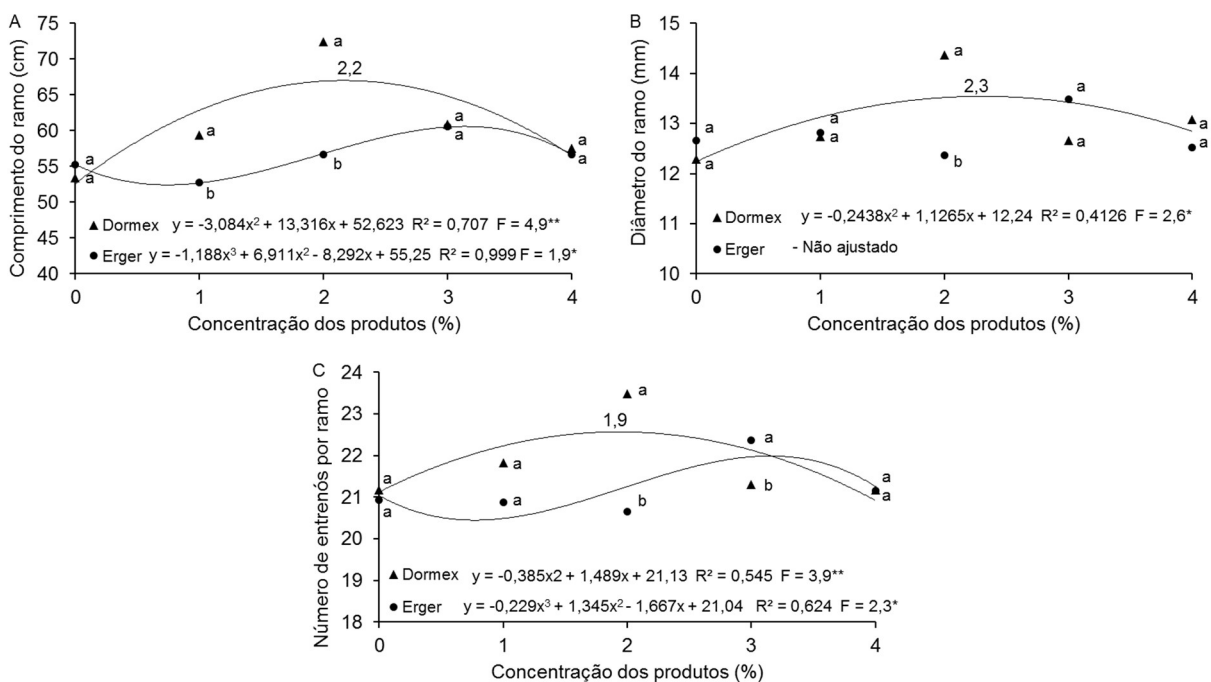 A
Comprimento do ramo (cm)
75
70
65
60
55
50
45
40
a
2,2
a
a
a
a
a
b
b
a
a
Dormex y = -3,084x² + 13,316x + 52,623 R² = 0,707 F = 4,9**
Erger y = -1,188x³ + 6,911x² - 8,292x + 55,25 R² = 0,999 F = 1,9*
0 1 2 3 4
Concentração dos produtos (%)
B
Diâmetro do ramo (mm)
15
14
13
12
11
10
a
2,3
a
a
a
a
a
a
b
a
a
Dormex y = -0,2438x² + 1,1265x + 12,24 R² = 0,4126 F = 2,6*
Erger - Não ajustado
0 1 2 3 4
Concentração dos produtos (%)
C
Número de entrenós por ramo
24
23
22
21
20
19
18
a
1,9
a
a
a
a
a
b
b
a
a
Dormex y = -0,385x2 + 1,489x + 21,13 R² = 0,545 F = 3,9**
Erger y = -0,229x³ + 1,345x² - 1,667x + 21,04 R² = 0,624 F = 2,3*
0 1 2 3 4
Concentração dos produtos (%)